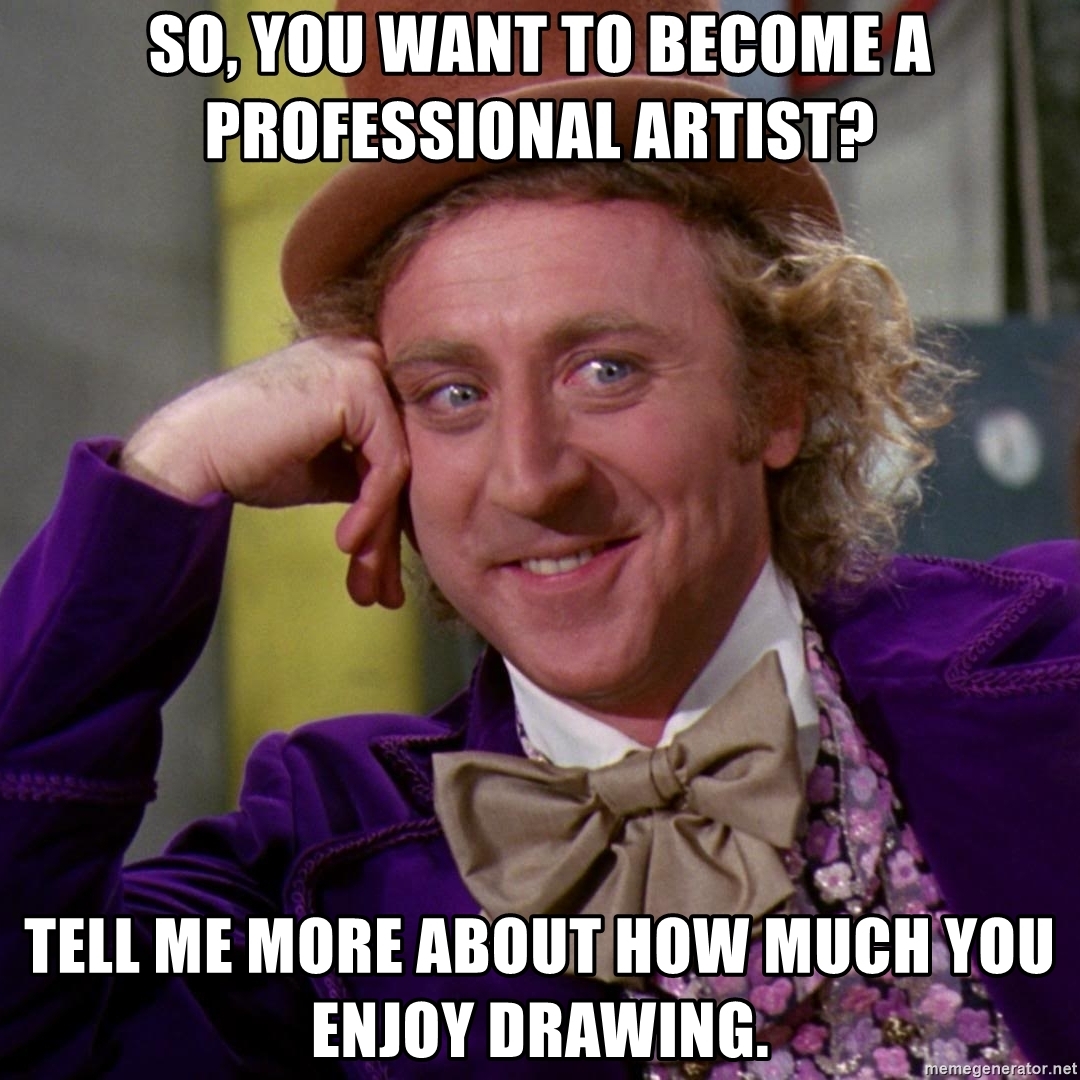 SO, YOU WANT TO BECOME A
PROFESSIONAL ARTIST?
TELL ME MORE ABOUT HOW MUCH YOU
ENJOY DRAWING.
memegenerator.net